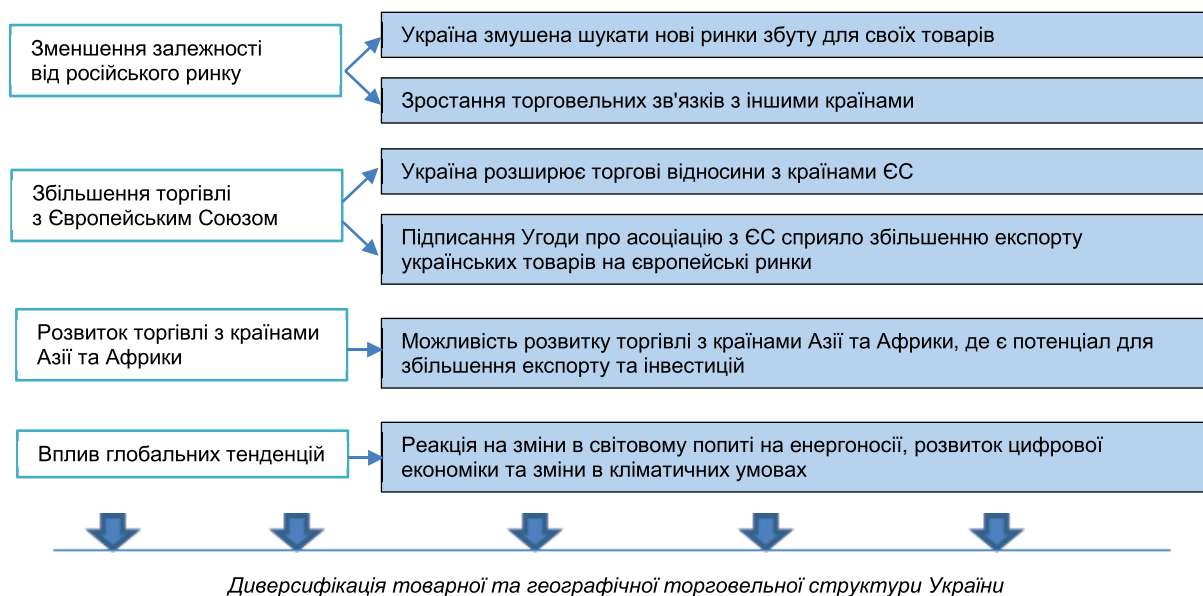 Зменшення залежності
від російського ринку
Україна змушена шукати нові ринки збуту для своїх товарів
Зростання торговельних зв'язків з іншими країнами
Збільшення торгівлі
з Європейським Союзом
Україна розширює торгові відносини з країнами ЄС
Підписання Угоди про асоціацію з ЄС сприяло збільшенню експорту
українських товарів на європейські ринки
Розвиток торгівлі з країнами
Азії та Африки
Можливість розвитку торгівлі з країнами Азії та Африки, де є потенціал для
збільшення експорту та інвестицій
Вплив глобальних тенденцій
Реакція на зміни в світовому попиті на енергоносії, розвиток цифрової
економіки та зміни в кліматичних умовах
Диверсифікація товарної та географічної торговельної структури України